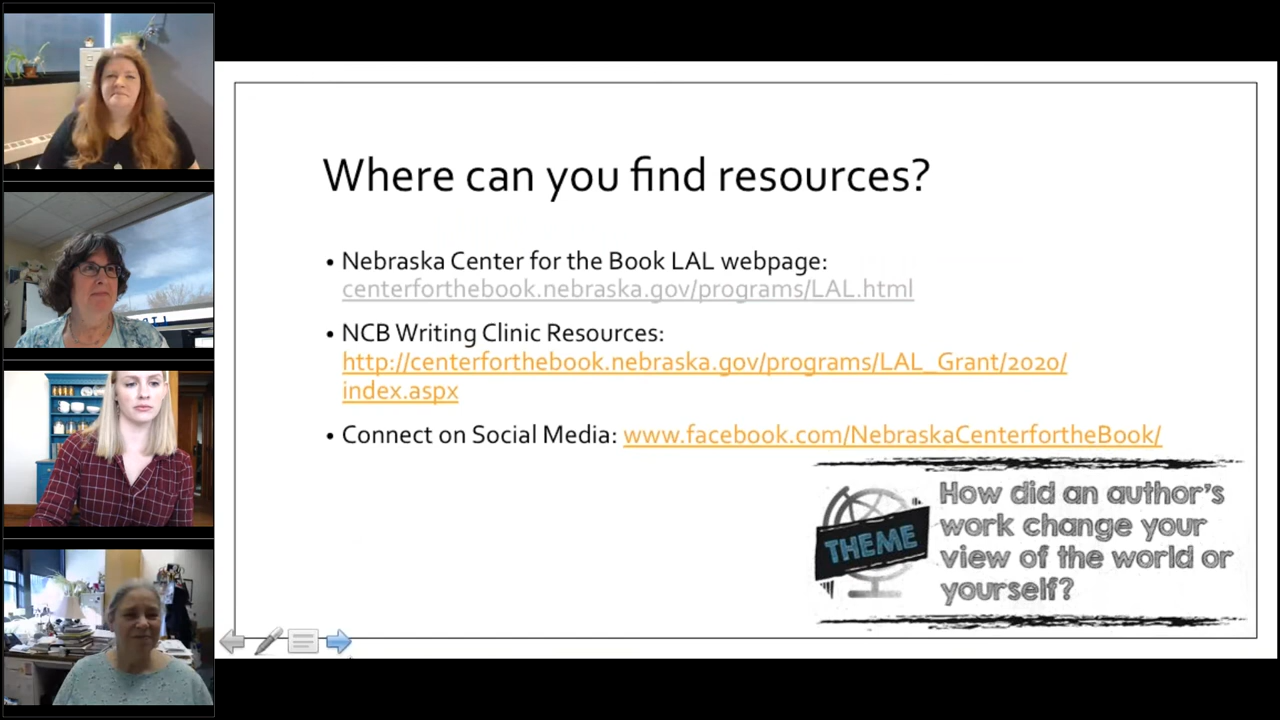 Where can you find resources?
• Nebraska Center for the Book LAL webpage:
centerforthebook.nebraska.gov/programs/LAL.html
• NCB Writing Clinic Resources:
http://centerforthebook.nebraska.gov/programs/LAL_Grant/2020/
index.aspx
• Connect on Social Media: www.facebook.com/NebraskaCenterfortheBook/
THEME
How did an author's
work change your
view of the world or
yourself?